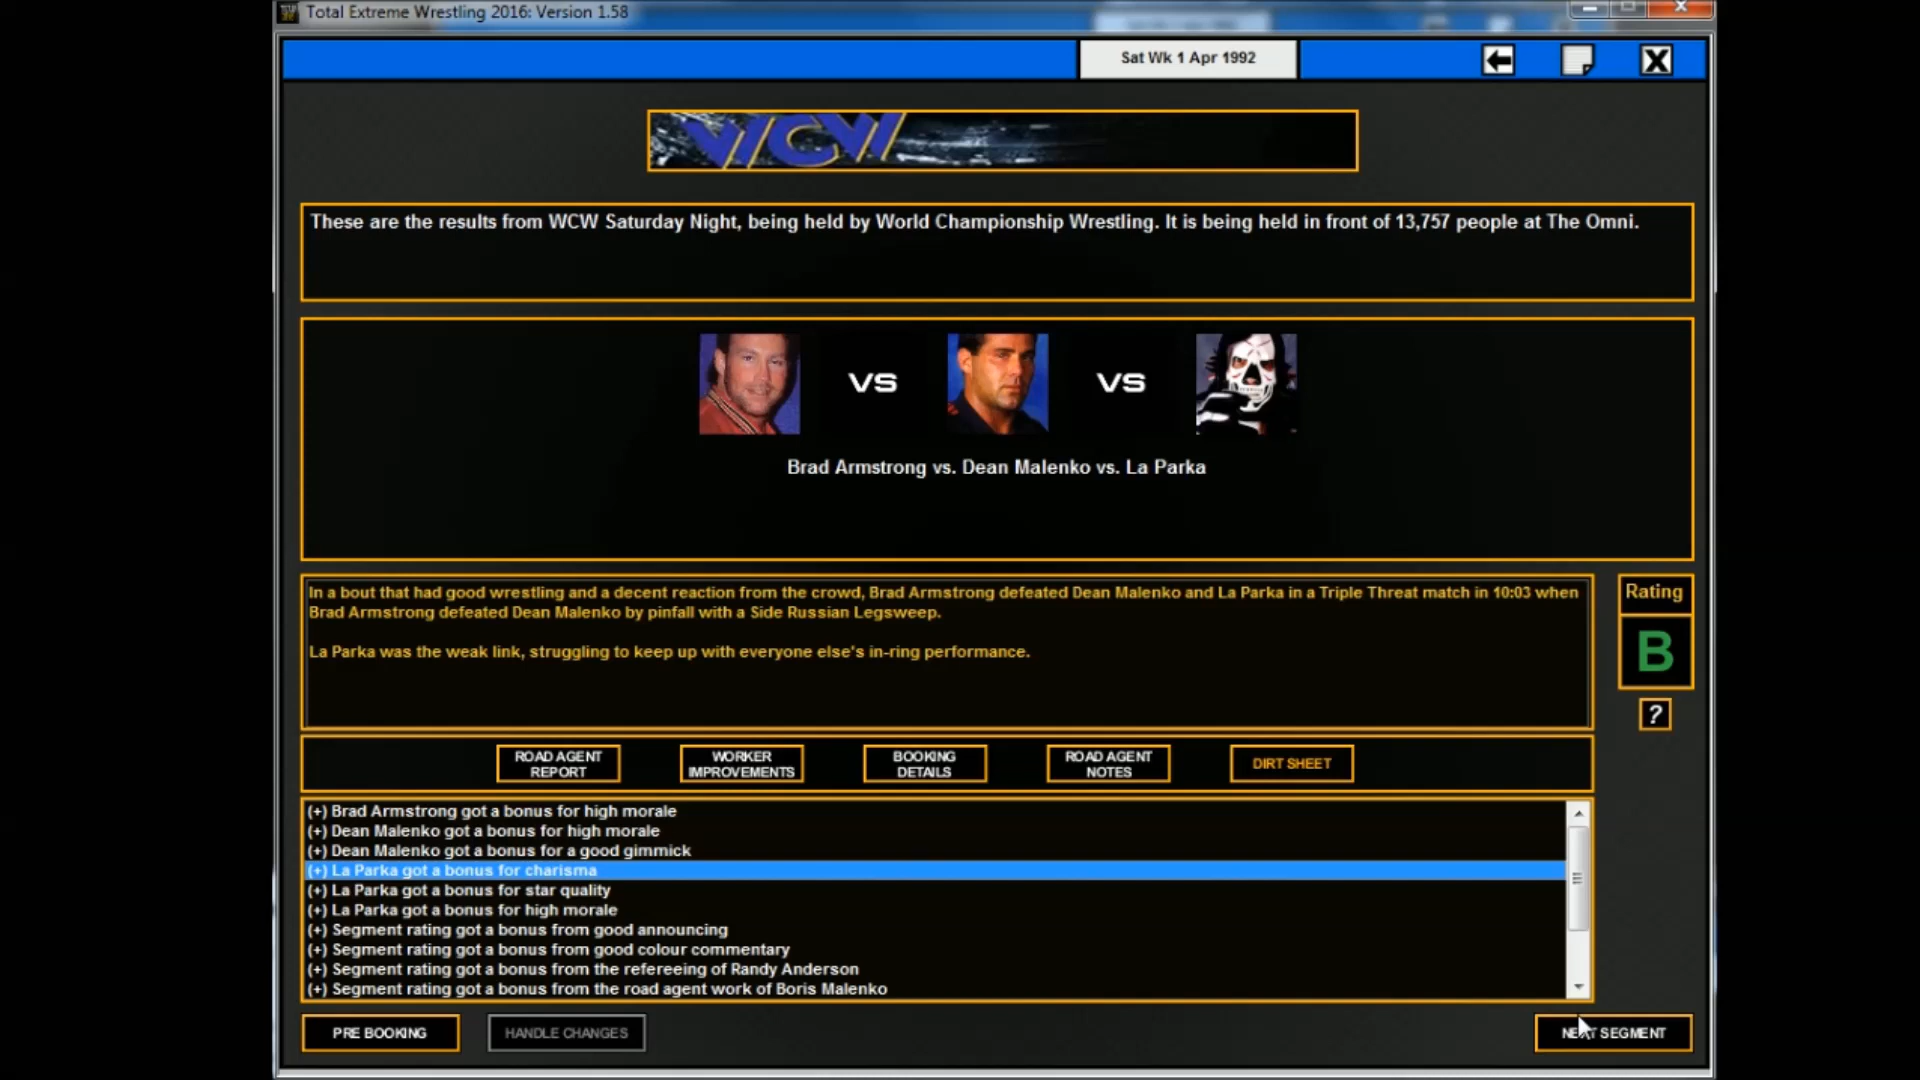 Total Extreme Wrestling 2016: Version 1.58
Sat Wk 1 Apr 1992
WCW
These are the results from WCW Saturday Night, being held by World Championship Wrestling. It is being held in front of 13,757 people at The Omni.
VS VS
Brad Armstrong vs. Dean Malenko vs. La Parka
In a bout that had good wrestling and a decent reaction from the crowd, Brad Armstrong defeated Dean Malenko and La Parka in a Triple Threat match in 10:03 when
Brad Armstrong defeated Dean Malenko by pinfall with a Side Russian Legsweep.
La Parka was the weak link, struggling to keep up with everyone else's in-ring performance.
Rating
B
?
ROAD AGENT
REPORT
WORKER
IMPROVEMENTS
BOOKING
DETAILS
ROAD AGENT
NOTES
DIRT SHEET
(+) Brad Armstrong got a bonus for high morale
(+) Dean Malenko got a bonus for high morale
(+) Dean Malenko got a bonus for a good gimmick
(+) La Parka got a bonus for charisma
(+) La Parka got a bonus for star quality
(+) La Parka got a bonus for high morale
(+) Segment rating got a bonus from good announcing
(+) Segment rating got a bonus from good colour commentary
(+) Segment rating got a bonus from the refereeing of Randy Anderson
(+) Segment rating got a bonus from the road agent work of Boris Malenko
PRE BOOKING
HANDLE CHANGES
NEXT SEGMENT